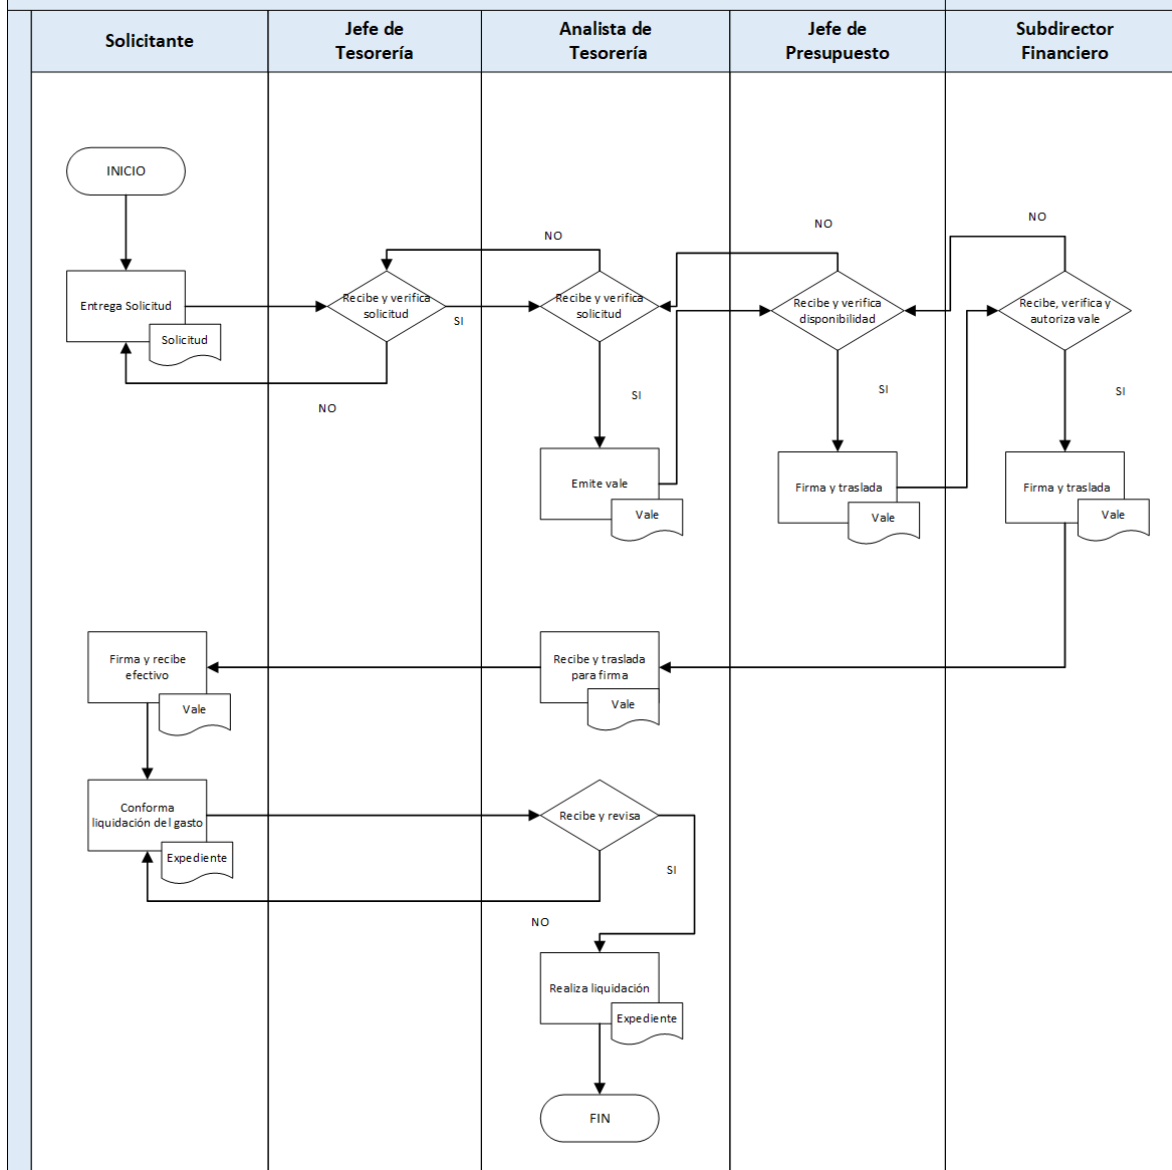 Solicitante
Jefe de
Tesorería
Analista de
Tesorería
Jefe de
Presupuesto
Subdirector
Financiero
INICIO
NO
NO
NO
Entrega Solicitud
Solicitud
Recibe y verifica
solicitud
SI
Recibe y verifica
solicitud
Recibe y verifica
disponibilidad
Recibe, verifica y
autoriza vale
NO
SI
SI
SI
Emite vale
Vale
Firma y traslada
Vale
Firma y traslada
Vale
Firma y recibe
efectivo
Vale
Recibe y traslada
para firma
Vale
Conforma
liquidación del gasto
Expediente
Recibe y revisa
SI
NO
Realiza liquidación
Expediente
FIN